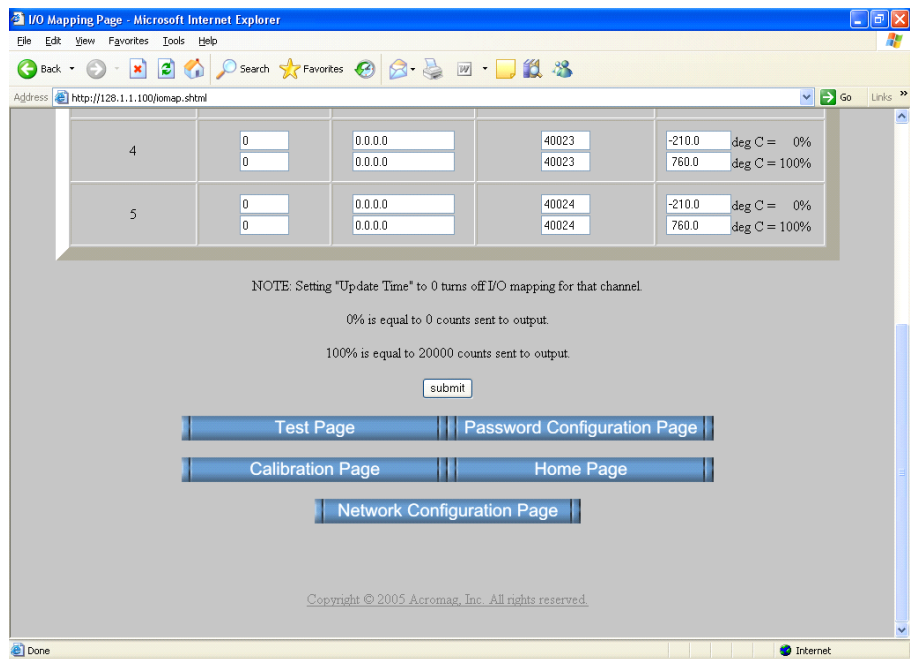 I/O Mapping Page - Microsoft Internet Explorer
File Edit View Favorites Tools Help
Back Search Favorites
Address http://128.1.1.100/iomap.shtml Go Links »
0 0.0.0.0 40023 -210.0 deg C = 0%
4
0 0.0.0.0 40023 760.0 deg C = 100%
0 0.0.0.0 40024 -210.0 deg C = 0%
5
0 0.0.0.0 40024 760.0 deg C = 100%
NOTE: Setting "Update Time" to 0 turns off I/O mapping for that channel.
0% is equal to 0 counts sent to output.
100% is equal to 20000 counts sent to output.
submit
Test Page Password Configuration Page
Calibration Page Home Page
Network Configuration Page
Copyright © 2005 Acromag, Inc. All rights reserved.
Done Internet